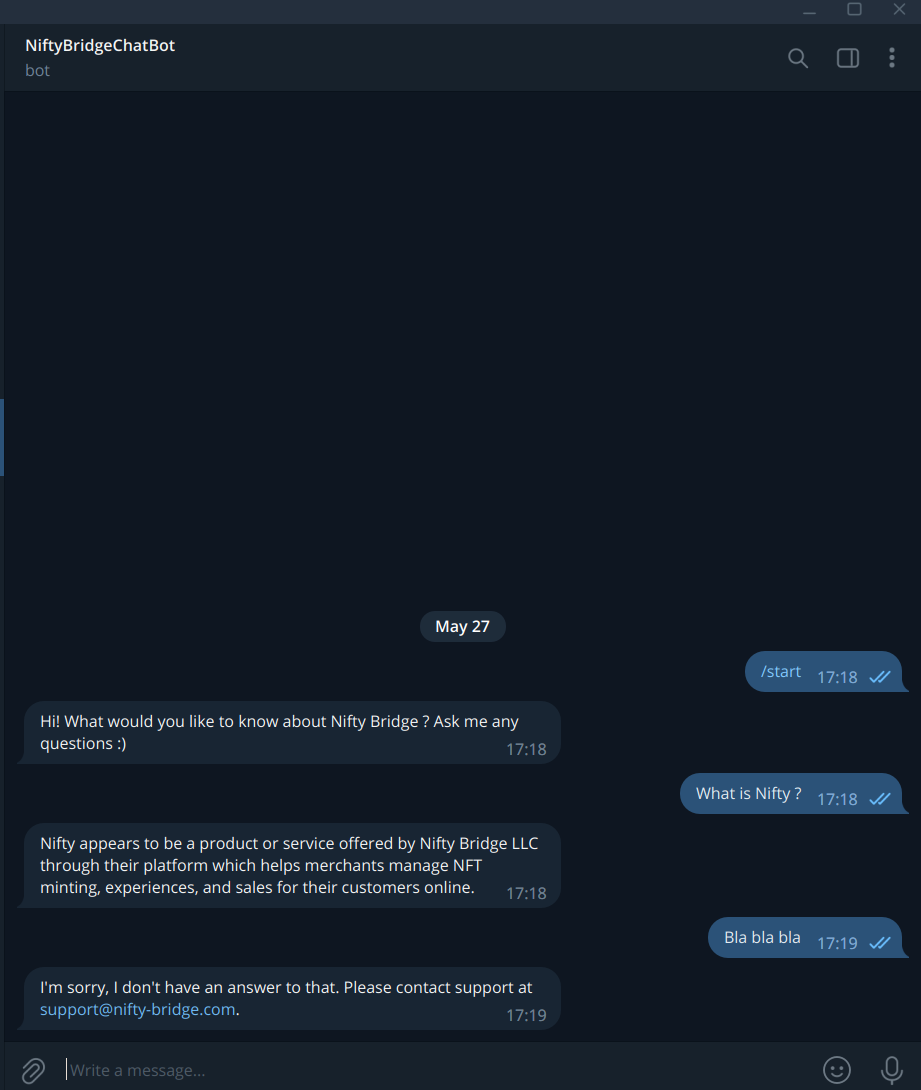 NiftyBridgeChatBot
bot
May 27
/start 17:18
Hi! What would you like to know about Nifty Bridge ? Ask me any
questions :) 17:18
What is Nifty ? 17:18
Nifty appears to be a product or service offered by Nifty Bridge LLC
through their platform which helps merchants manage NFT
minting, experiences, and sales for their customers online. 17:18
Bla bla bla 17:19
I'm sorry, I don't have an answer to that. Please contact support at
support@nifty-bridge.com. 17:19
Write a message...